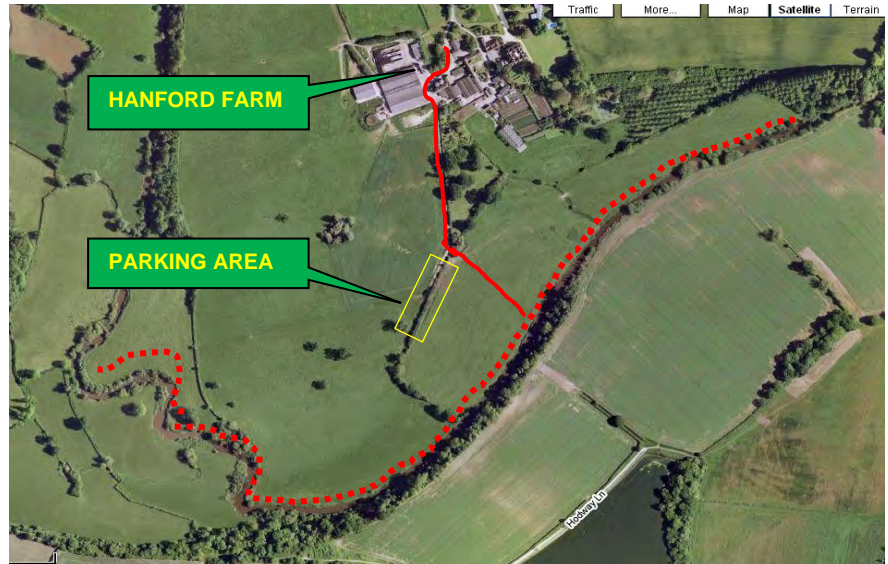 Traffic More... Map Satellite Terrain
HANFORD FARM
PARKING AREA
Hodway Ln